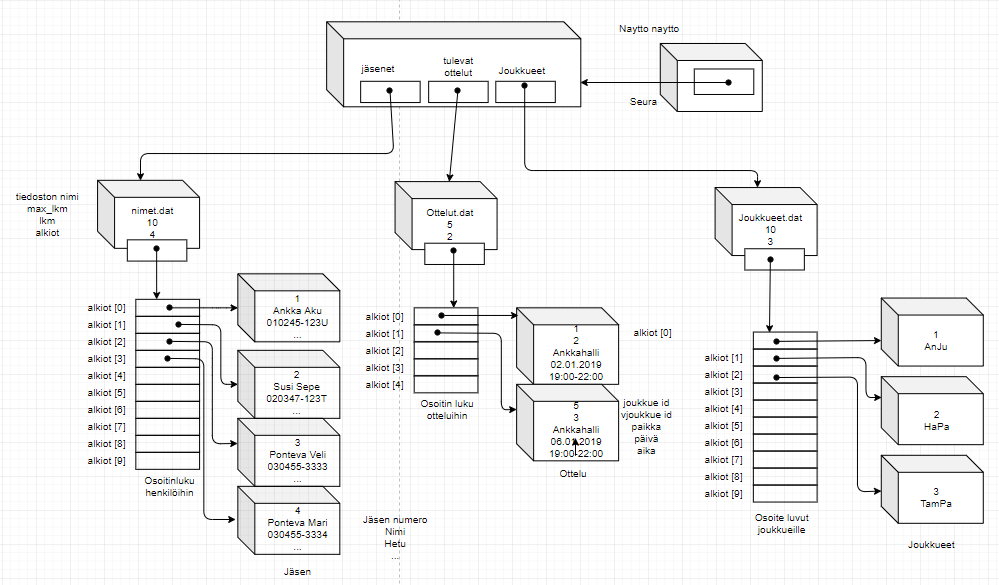 Naytto naytto
jäsenet
tulevat
ottelut
Joukkueet
Seura
tiedoston nimi
max_lkm
lkm
alkiot
nimet.dat
10
4
Ottelut.dat
5
2
Joukkueet.dat
10
3
alkiot [0]
alkiot [1]
alkiot [2]
alkiot [3]
alkiot [4]
alkiot [5]
alkiot [6]
alkiot [7]
alkiot [8]
alkiot [9]
Osoitinluku
henkilöihin
1
Ankka Aku
010245-123U
...
2
Susi Sepe
020347-123T
...
3
Ponteva Veli
030455-3333
...
4
Ponteva Mari
030455-3334
...
Jäsen
Jäsen numero
Nimi
Hetu
...
alkiot [0]
alkiot [1]
alkiot [2]
alkiot [3]
alkiot [4]
Osoitin luku
otteluihin
1
2
Ankkahalli
02.01.2019
19:00-22:00
5
3
Ankkahalli
06.01.2019
19:00-22:00
Ottelu
joukkue id
vjoukkue id
paikka
päivä
aika
alkiot [0]
alkiot [1]
alkiot [2]
alkiot [3]
alkiot [4]
alkiot [5]
alkiot [6]
alkiot [7]
alkiot [8]
alkiot [9]
Osoite luvut
joukkueille
1
AnJu
2
HaPa
3
TamPa
Joukkueet